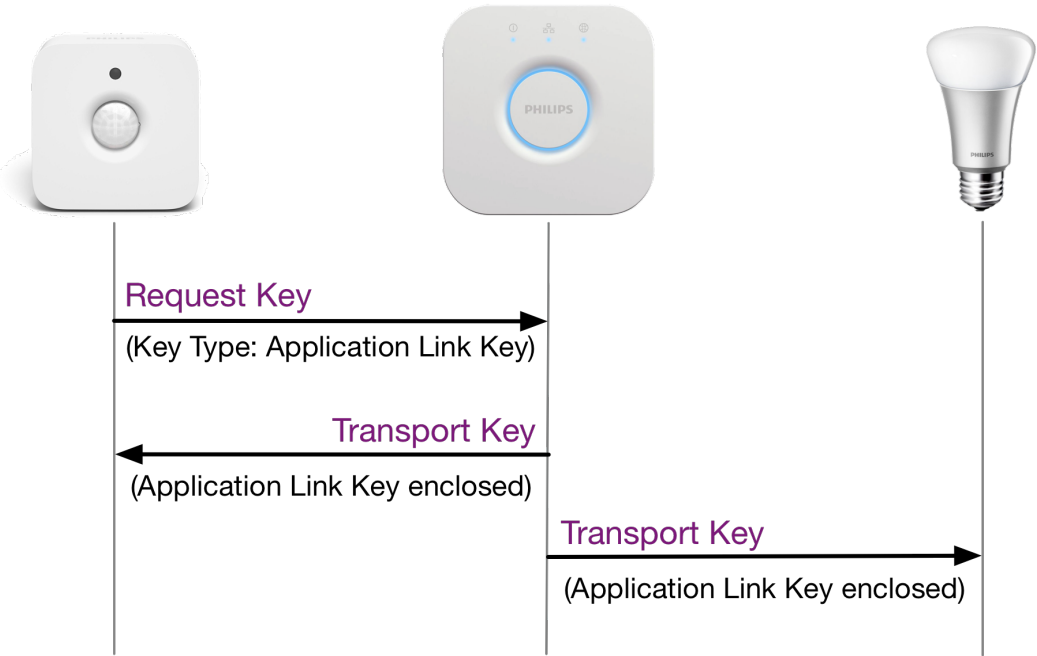 PHILIPS
PHILIPS
Request Key
(Key Type: Application Link Key)
Transport Key
(Application Link Key enclosed)
Transport Key
(Application Link Key enclosed)